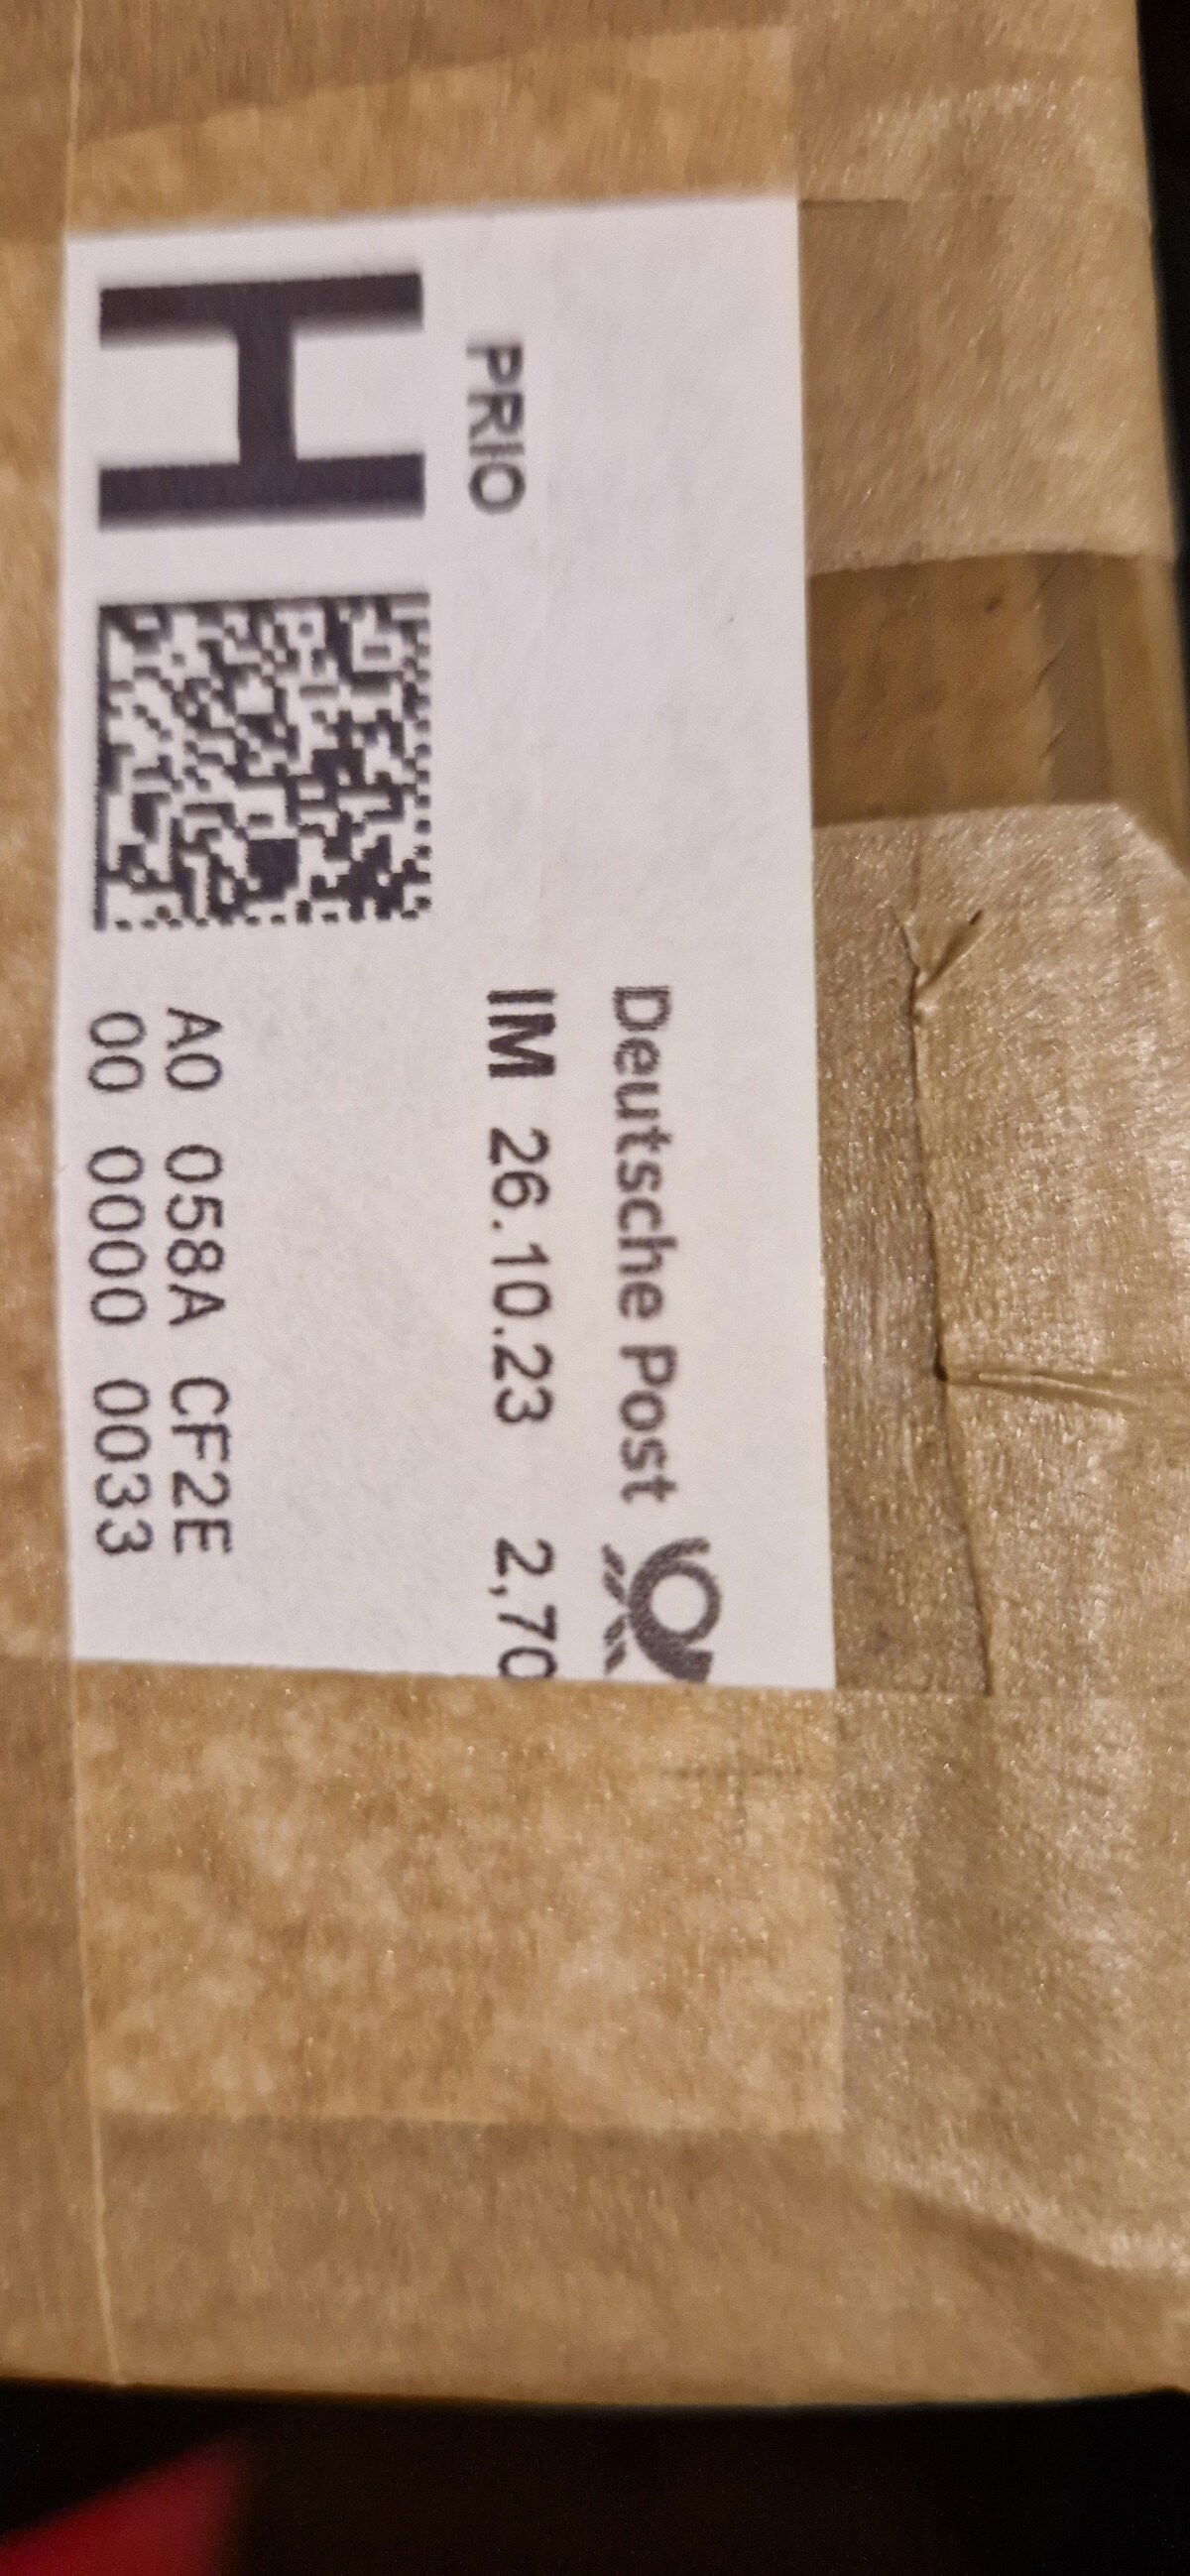 Deutsche Post
IM 26.10.23 2,70
PRIO
H
A0 058A CF2E
00 0000 0033